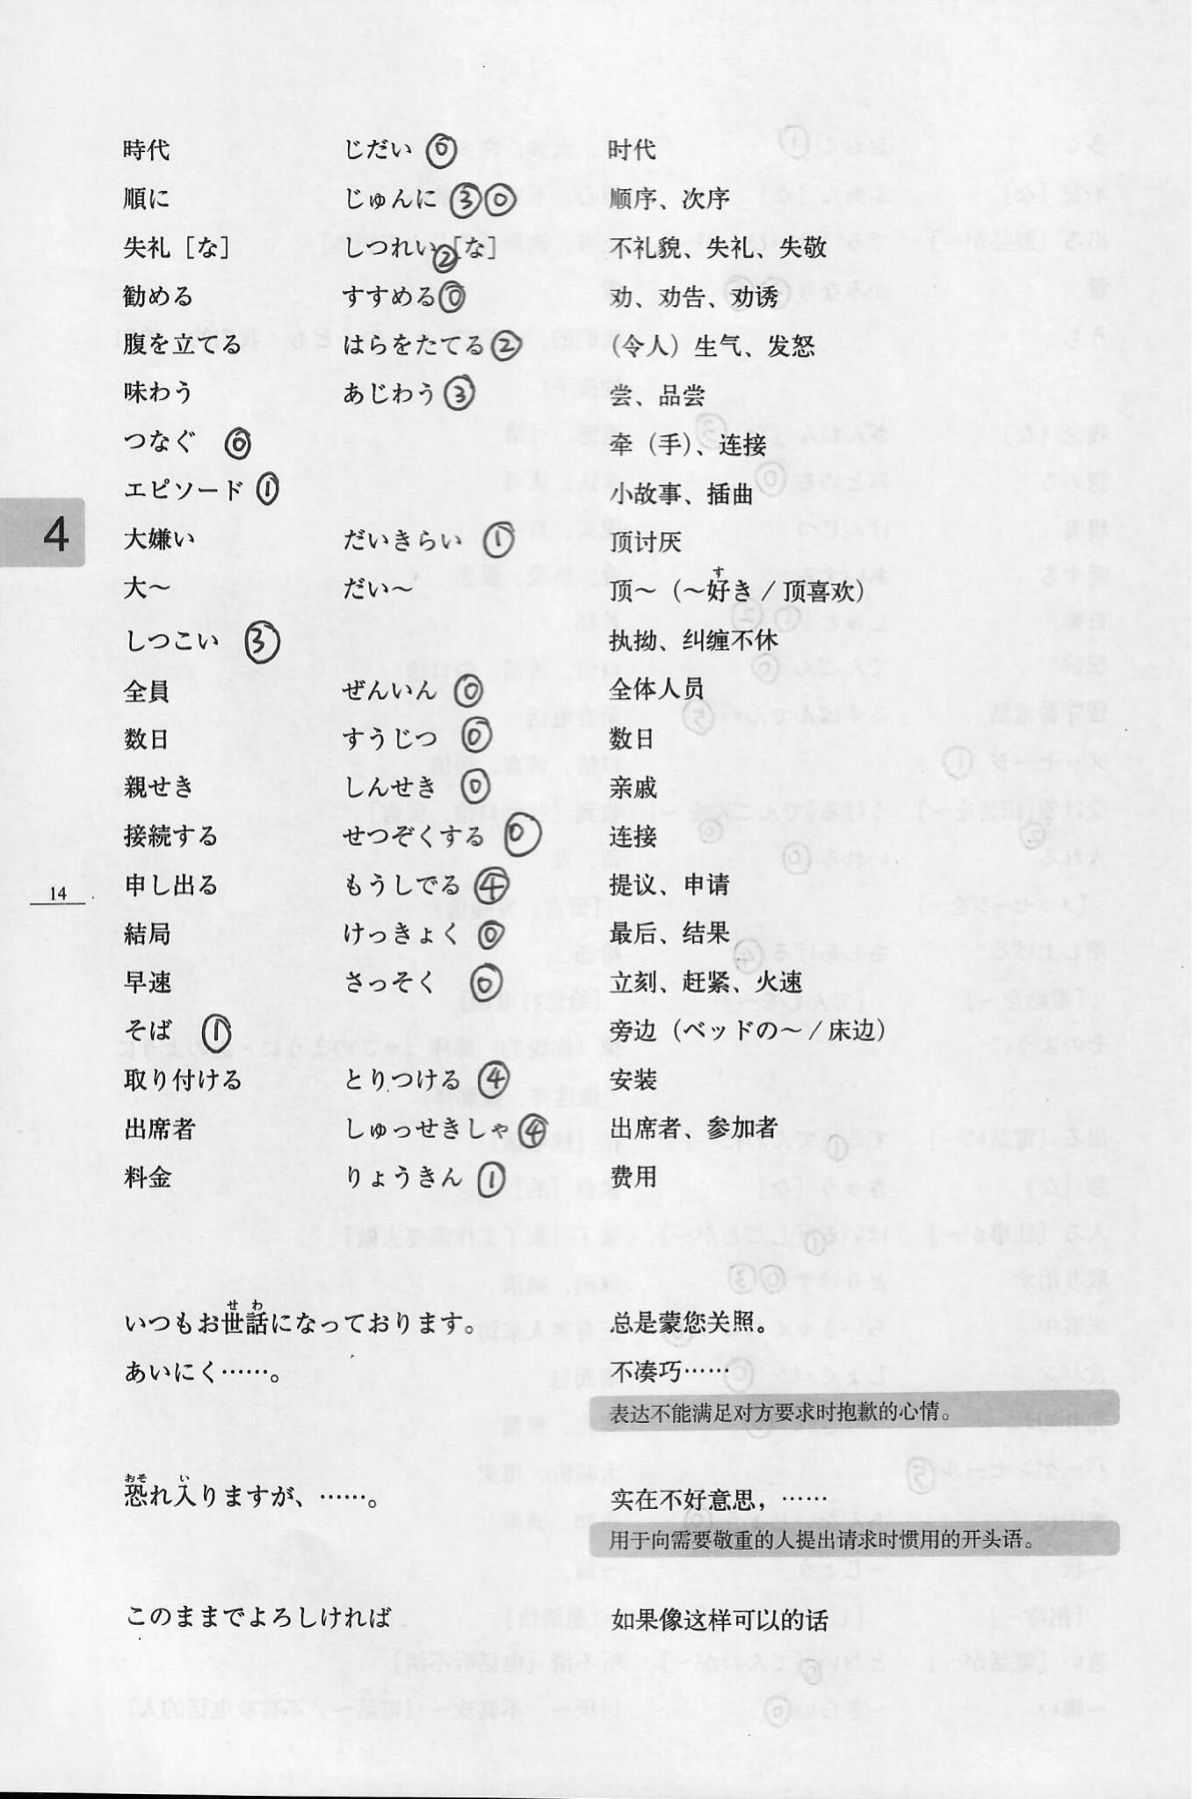 時代 じだい ⓪ 时代
順に じゅんに ③⓪ 顺序、次序
失礼［な］ しつれい②［な］ 不礼貌、失礼、失敬
勧める すすめる⓪ 劝、劝告、劝诱
腹を立てる はらをたてる② （令人）生气、发怒
味わう あじわう③ 尝、品尝
つなぐ ⓪ 牵（手）、连接
エピソード① 小故事、插曲
大嫌い だいきらい ① 顶讨厌
大～ だい～ 顶～（～好き / 顶喜欢）
す
しつこい ③ 执拗、纠缠不休
全員 ぜんいん ⓪ 全体人员
数日 すうじつ ⓪ 数日
親せき しんせき ⓪ 亲戚
接続する せつぞくする ⓪ 连接
申し出る もうしでる ④ 提议、申请
結局 けっきょく ⓪ 最后、结果
早速 さっそく ⓪ 立刻、赶紧、火速
そば ① 旁边（ベッドの～ / 床边）
取り付ける とりつける ④ 安装
出席者 しゅっせきしゃ④ 出席者、参加者
料金 りょうきん ① 费用
4
14
せ わ
いつもお世話になっております。 总是蒙您关照。
あいにく……。 不凑巧……
表达不能满足对方要求时抱歉的心情。
おそ い
恐れ入りますが、……。 实在不好意思，……
用于向需要敬重的人提出请求时惯用的开头语。
このままでよろしければ 如果像这样可以的话